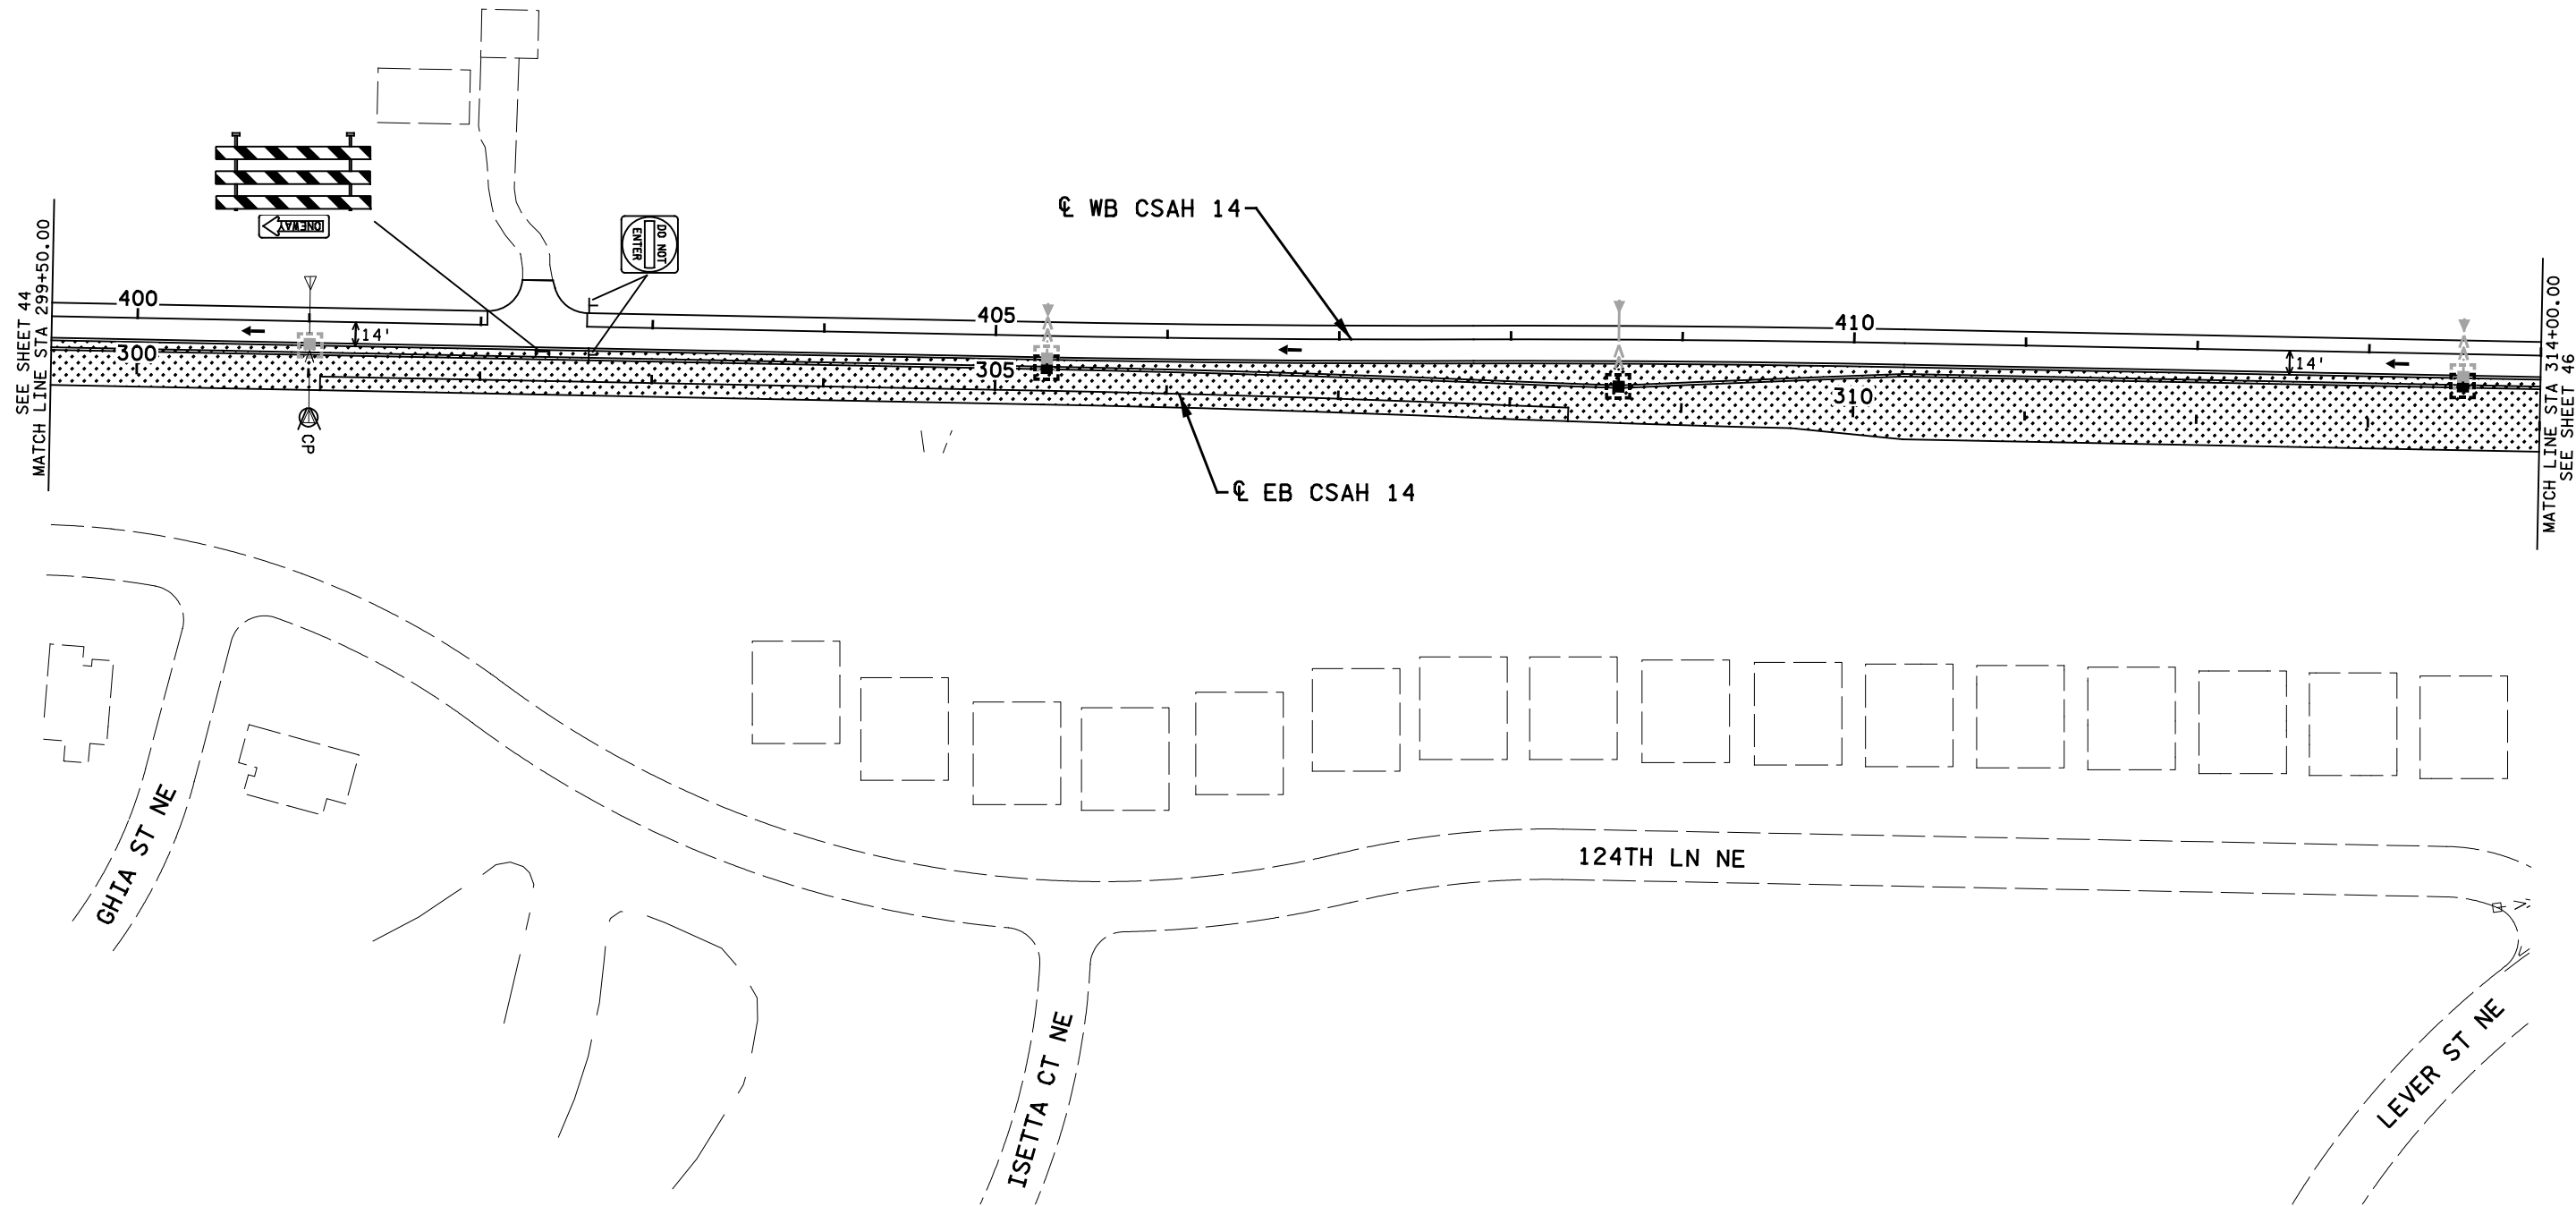 SEE SHEET 44
MATCH LINE STA 299+50.00
ONEWAY
DO NOT
ENTER
℄ WB CSAH 14
400
405
410
14'
14'
300
305
310
CP
℄ EB CSAH 14
MATCH LINE STA 314+00.00
SEE SHEET 46
GHIA ST NE
124TH LN NE
ISETTA CT NE
LEVER ST NE